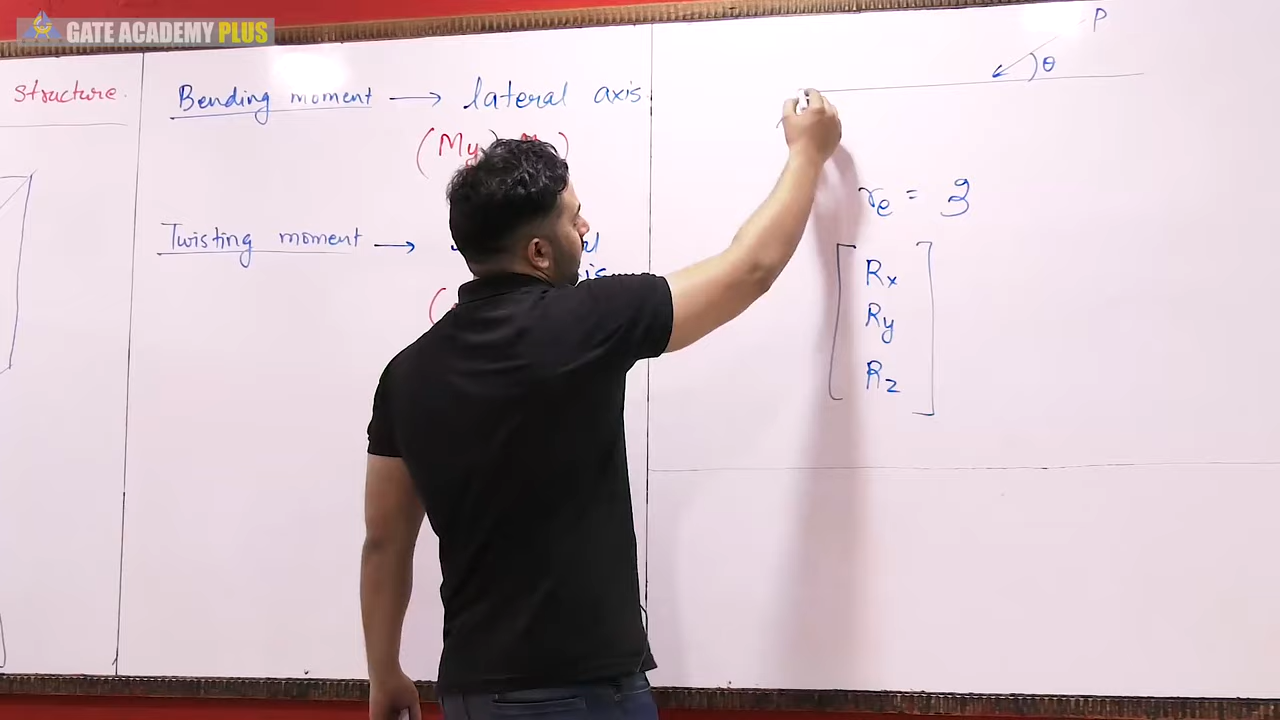 GATE ACADEMY PLUS
Structure.
Bending moment → lateral axis.
(My
Twisting moment →
P
θ
re = 3
Rx
Ry
Rz